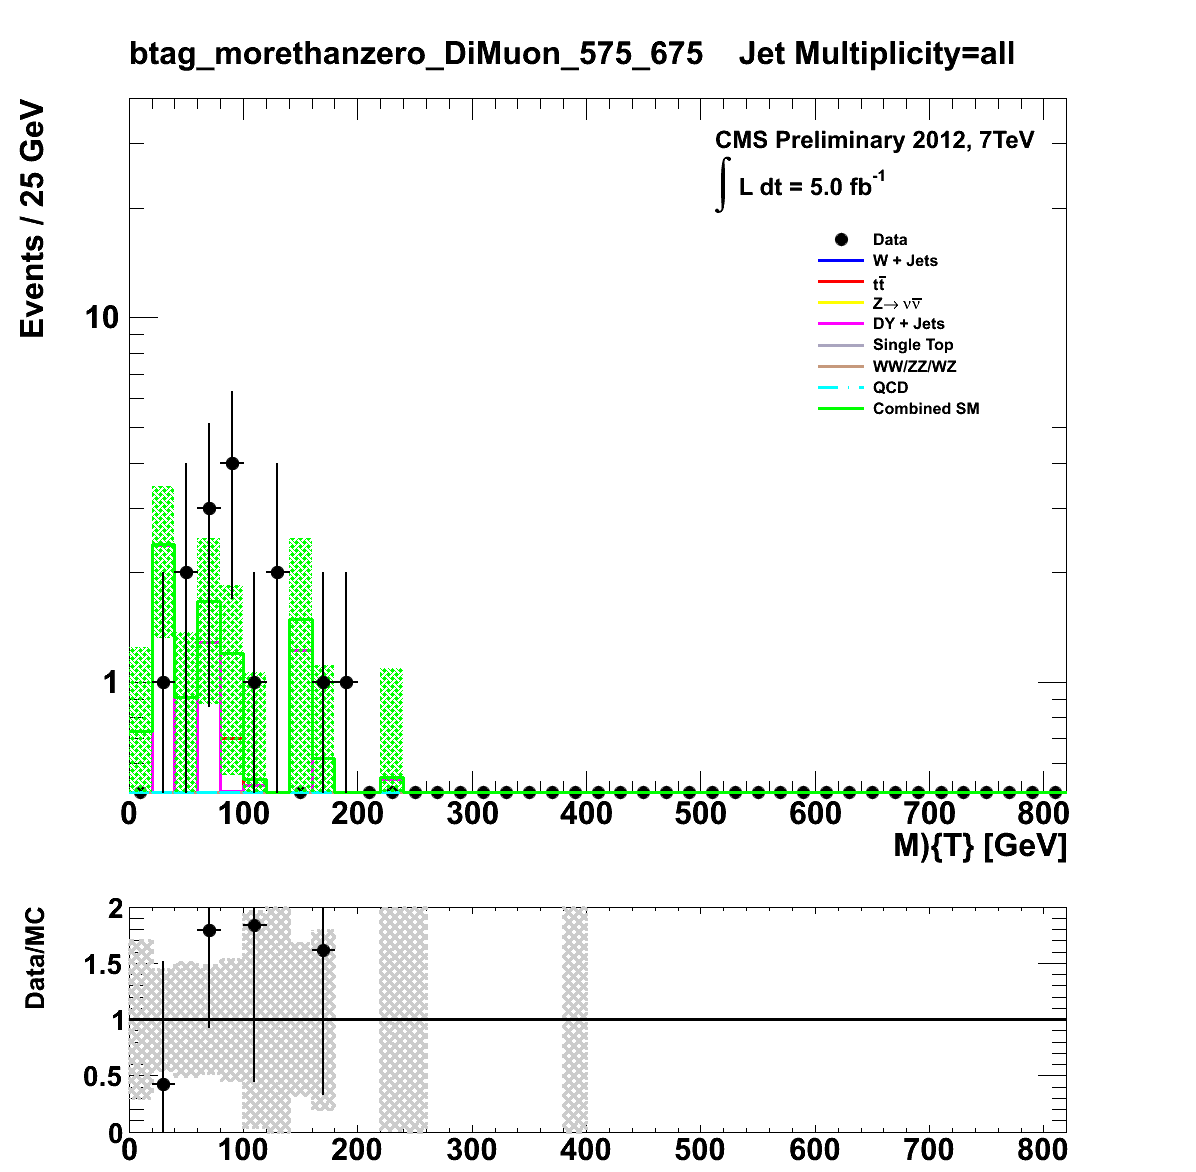 btag_morethanzero_DiMuon_575_675 Jet Multiplicity=all
Events / 25 GeV
CMS Preliminary 2012, 7TeV
∫ L dt = 5.0 fb-1
Data
W + Jets
tt̅
Z→ νν̅
DY + Jets
Single Top
WW/ZZ/WZ
QCD
Combined SM
10
1
0 100 200 300 400 500 600 700 800
M){T} [GeV]
Data/MC
2
1.5
1
0.5
0
0 100 200 300 400 500 600 700 800